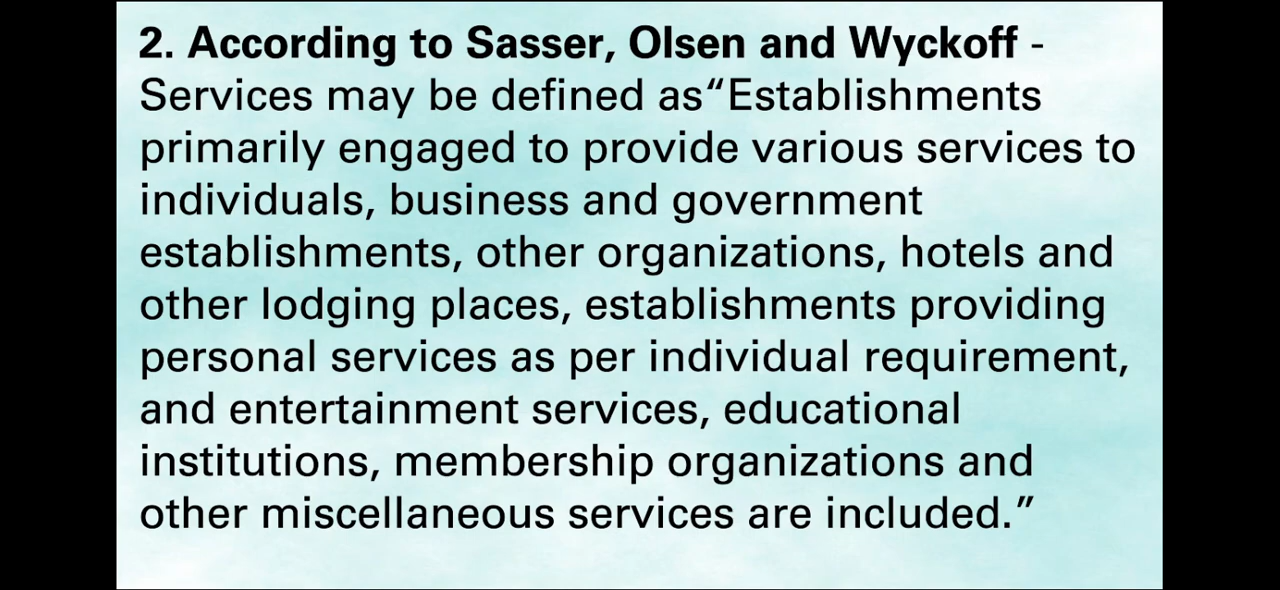 2. According to Sasser, Olsen and Wyckoff -
Services may be defined as“Establishments
primarily engaged to provide various services to
individuals, business and government
establishments, other organizations, hotels and
other lodging places, establishments providing
personal services as per individual requirement,
and entertainment services, educational
institutions, membership organizations and
other miscellaneous services are included.”